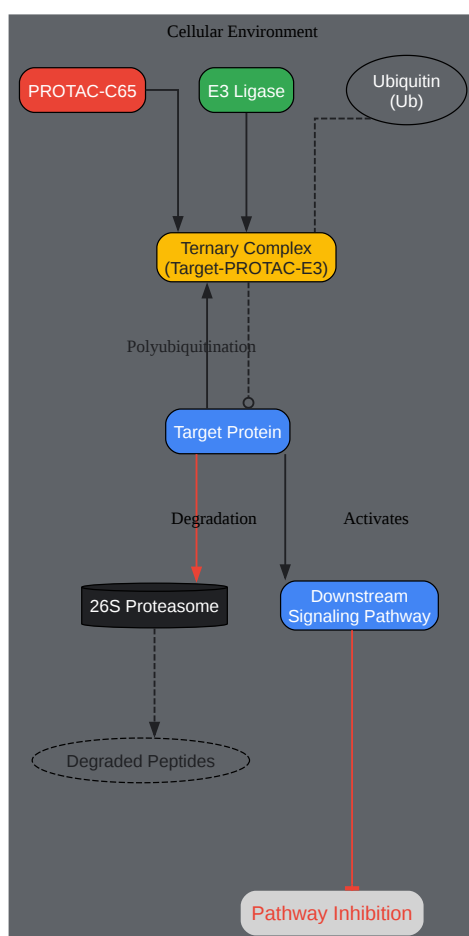 Cellular Environment
PROTAC-C65
E3 Ligase
Ubiquitin
(Ub)
Ternary Complex
(Target-PROTAC-E3)
Polyubiquitination
Target Protein
Degradation
Activates
26S Proteasome
Downstream
Signaling Pathway
Degraded Peptides
Pathway Inhibition